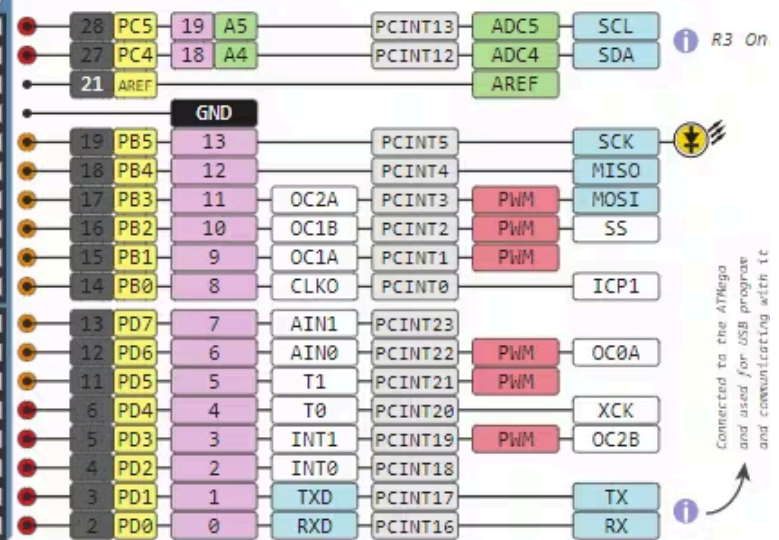 28 PC5 19 A5 PCINT13 ADC5 SCL
R3 On
27 PC4 18 A4 PCINT12 ADC4 SDA
21 AREF AREF
GND
19 PB5 13 PCINT5 SCK
18 PB4 12 PCINT4 MISO
17 PB3 11 OC2A PCINT3 PWM MOSI
16 PB2 10 OC1B PCINT2 PWM SS
15 PB1 9 OC1A PCINT1 PWM
14 PB0 8 CLKO PCINT0 ICP1
13 PD7 7 AIN1 PCINT23
12 PD6 6 AIN0 PCINT22 PWM OC0A
11 PD5 5 T1 PCINT21 PWM
6 PD4 4 T0 PCINT20 XCK
5 PD3 3 INT1 PCINT19 PWM OC2B
4 PD2 2 INT0 PCINT18
3 PD1 1 TXD PCINT17 TX
2 PD0 0 RXD PCINT16 RX
Connected to the ATMega
and used for USB program
and communicating with it